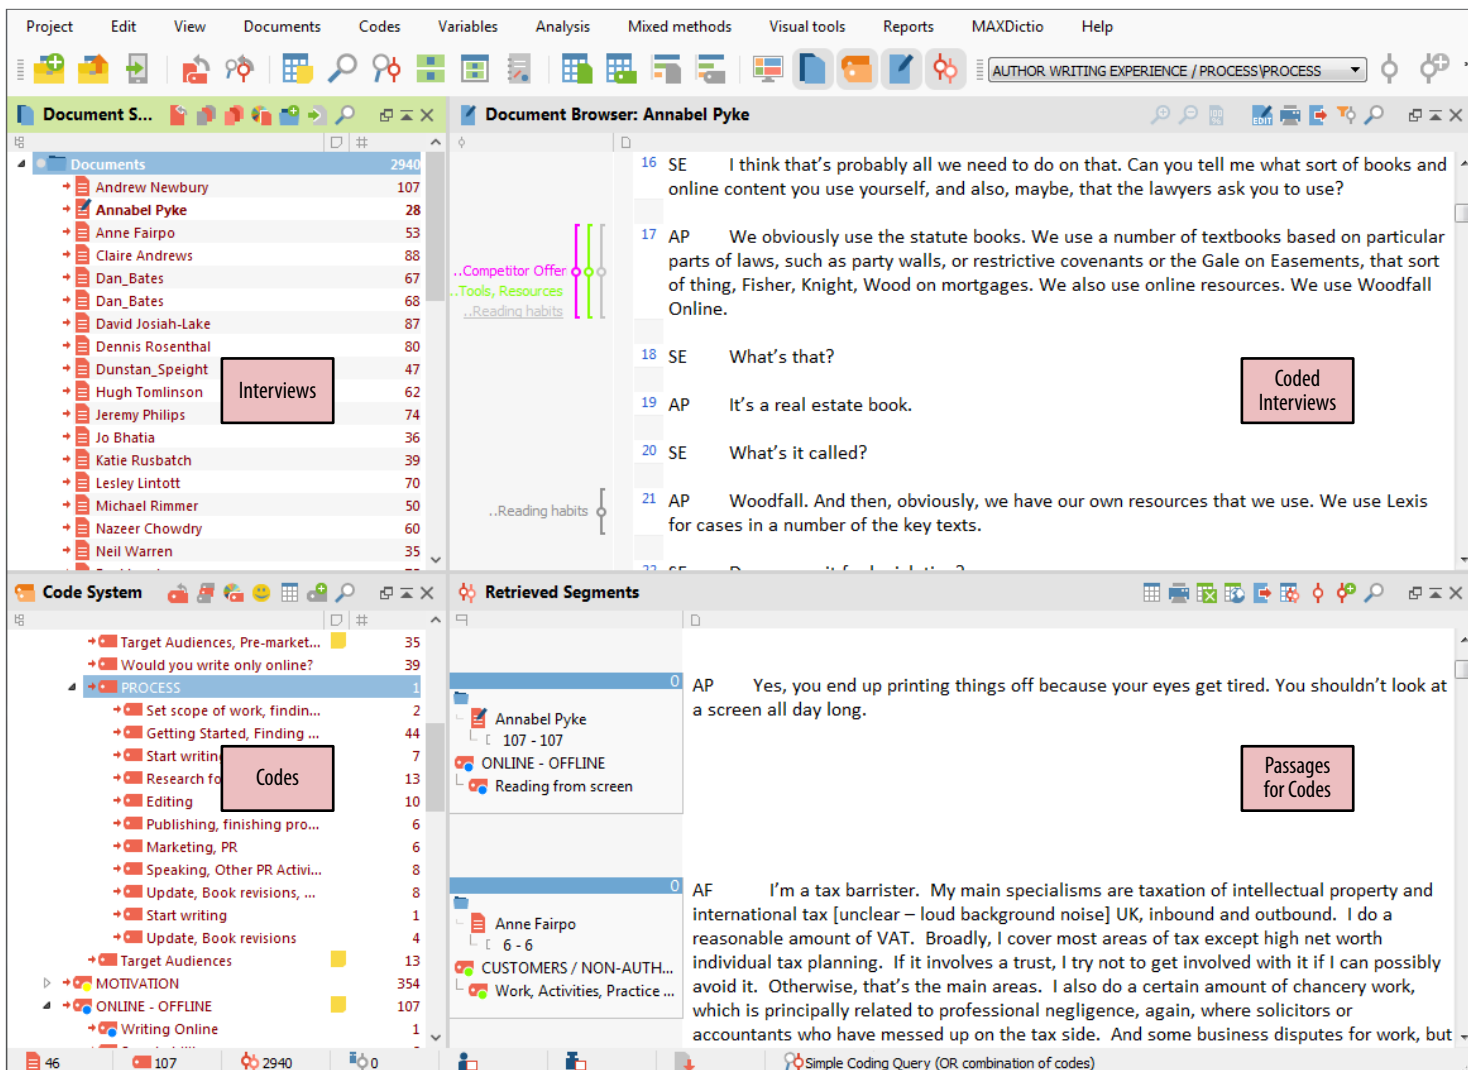 Project Edit View Documents Codes Variables Analysis Mixed methods Visual tools Reports MAXDictio Help
AUTHOR WRITING EXPERIENCE / PROCESS\PROCESS
Document S...
Documents 2940
Andrew Newbury 107
Annabel Pyke 28
Anne Fairpo 53
Claire Andrews 88
Dan_Bates 67
Dan_Bates 68
David Josiah-Lake 87
Dennis Rosenthal 80
Dunstan_Speight 47
Hugh Tomlinson 62
Jeremy Philips 74
Jo Bhatia 36
Katie Rusbatch 39
Lesley Lintott 70
Michael Rimmer 50
Nazeer Chowdry 60
Neil Warren 35
Interviews
Document Browser: Annabel Pyke
EDIT
..Competitor Offer
..Tools, Resources
..Reading habits
..Reading habits
16 SE I think that’s probably all we need to do on that. Can you tell me what sort of books and
online content you use yourself, and also, maybe, that the lawyers ask you to use?
17 AP We obviously use the statute books. We use a number of textbooks based on particular
parts of laws, such as party walls, or restrictive covenants or the Gale on Easements, that sort
of thing, Fisher, Knight, Wood on mortgages. We also use online resources. We use Woodfall
Online.
18 SE What’s that?
19 AP It’s a real estate book.
20 SE What’s it called?
21 AP Woodfall. And then, obviously, we have our own resources that we use. We use Lexis
for cases in a number of the key texts.
Coded
Interviews
Code System
Target Audiences, Pre-market... 35
Would you write only online? 39
PROCESS 1
Set scope of work, findin... 2
Getting Started, Finding ... 44
Start writin 7
Research fo 13
Editing 10
Publishing, finishing pro... 6
Marketing, PR 6
Speaking, Other PR Activi... 8
Update, Book revisions, ... 8
Start writing 1
Update, Book revisions 4
Target Audiences 13
MOTIVATION 354
ONLINE - OFFLINE 107
Writing Online 1
Codes
Retrieved Segments
0
Annabel Pyke
107 - 107
ONLINE - OFFLINE
Reading from screen
AP Yes, you end up printing things off because your eyes get tired. You shouldn’t look at
a screen all day long.
Passages
for Codes
0
Anne Fairpo
6 - 6
CUSTOMERS / NON-AUTH...
Work, Activities, Practice ...
AF I’m a tax barrister. My main specialisms are taxation of intellectual property and
international tax [unclear – loud background noise] UK, inbound and outbound. I do a
reasonable amount of VAT. Broadly, I cover most areas of tax except high net worth
individual tax planning. If it involves a trust, I try not to get involved with it if I can possibly
avoid it. Otherwise, that’s the main areas. I also do a certain amount of chancery work,
which is principally related to professional negligence, again, where solicitors or
accountants who have messed up on the tax side. And some business disputes for work, but
46 107 2940 0 Simple Coding Query (OR combination of codes)